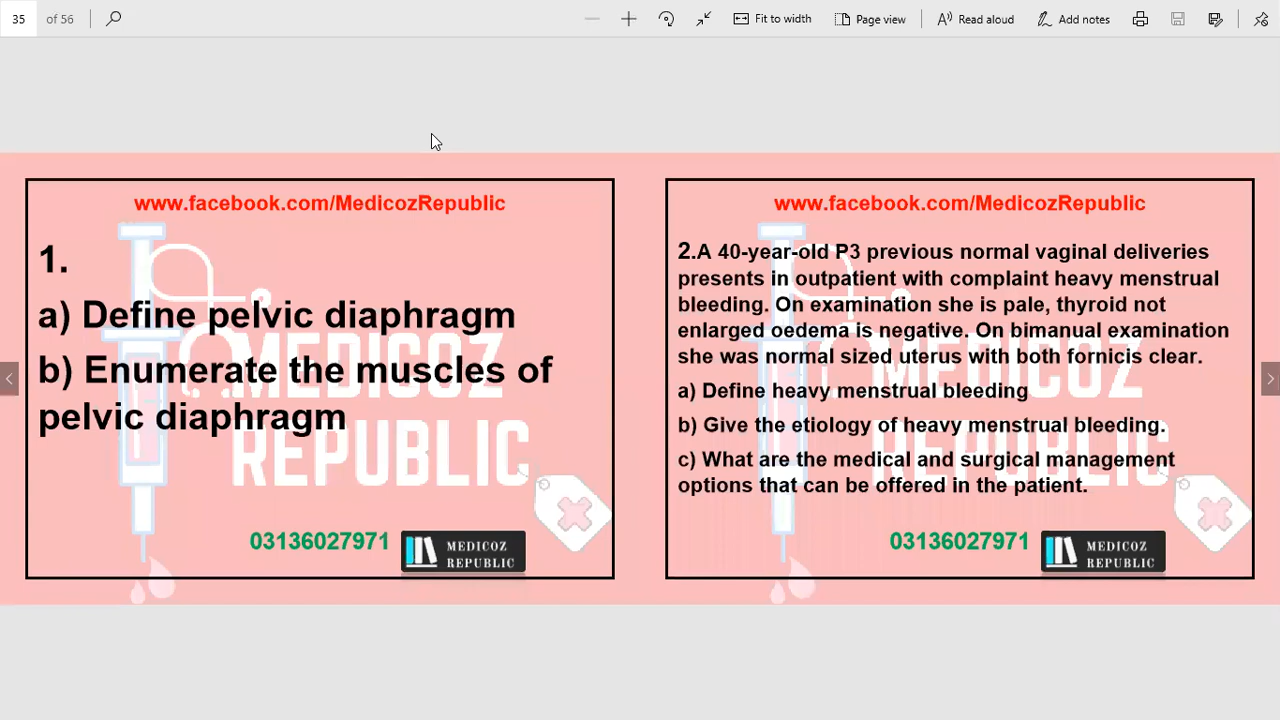 35 of 56
Fit to width
Page view
Read aloud
Add notes
www.facebook.com/MedicozRepublic
1.
a) Define pelvic diaphragm
b) Enumerate the muscles of
pelvic diaphragm
MEDICOZ
REPUBLIC
03136027971
MEDICOZ
REPUBLIC
www.facebook.com/MedicozRepublic
2.A 40-year-old P3 previous normal vaginal deliveries
presents in outpatient with complaint heavy menstrual
bleeding. On examination she is pale, thyroid not
enlarged oedema is negative. On bimanual examination
she was normal sized uterus with both fornicis clear.
a) Define heavy menstrual bleeding
b) Give the etiology of heavy menstrual bleeding.
c) What are the medical and surgical management
options that can be offered in the patient.
MEDICOZ
REPUBLIC
03136027971
MEDICOZ
REPUBLIC